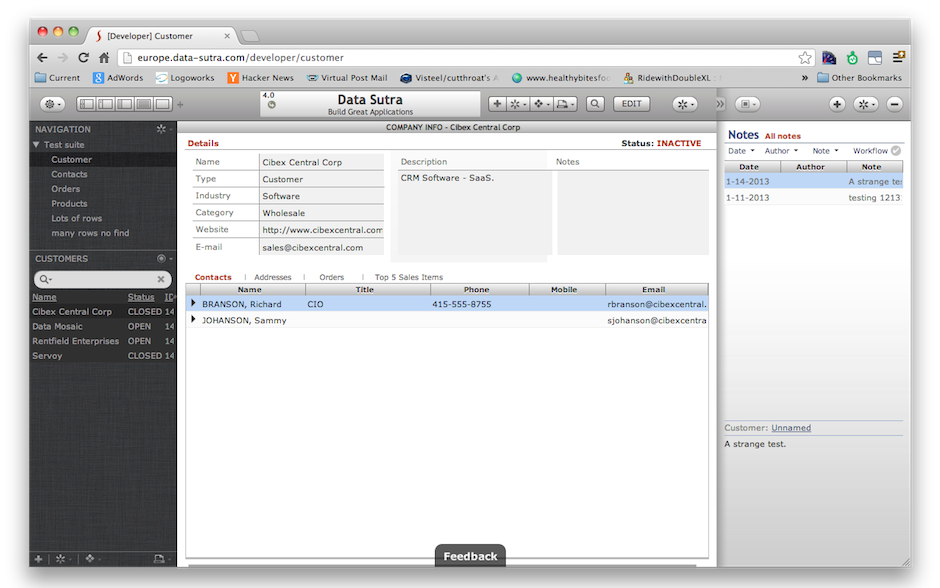 [Developer] Customer
europe.data-sutra.com/developer/customer
Current AdWords Logoworks Hacker News Virtual Post Mail Visteel/cutthroat's www.healthybitesfo RidewithDoubleXL » Other Bookmarks
4.0 Data Sutra
Build Great Applications
EDIT
NAVIGATION
Test suite
Customer
Contacts
Orders
Products
Lots of rows
many rows no find
CUSTOMERS
Name Status ID
Cibex Central Corp CLOSED 14
Data Mosaic OPEN 14
Rentfield Enterprises OPEN 14
Servoy CLOSED 14
COMPANY INFO - Cibex Central Corp
Details Status: INACTIVE
Name Cibex Central Corp
Type Customer
Industry Software
Category Wholesale
Website http://www.cibexcentral.com
E-mail sales@cibexcentral.com
Description Notes
CRM Software - SaaS.
Contacts | Addresses | Orders | Top 5 Sales Items
Name Title Phone Mobile Email
BRANSON, Richard CIO 415-555-8755 rbranson@cibexcentral.
JOHANSON, Sammy sjohanson@cibexcentra
Feedback
Notes All notes
Date Author Note Workflow
Date Author Note
1-14-2013 A strange te
1-11-2013 testing 1213
Customer: Unnamed
A strange test.